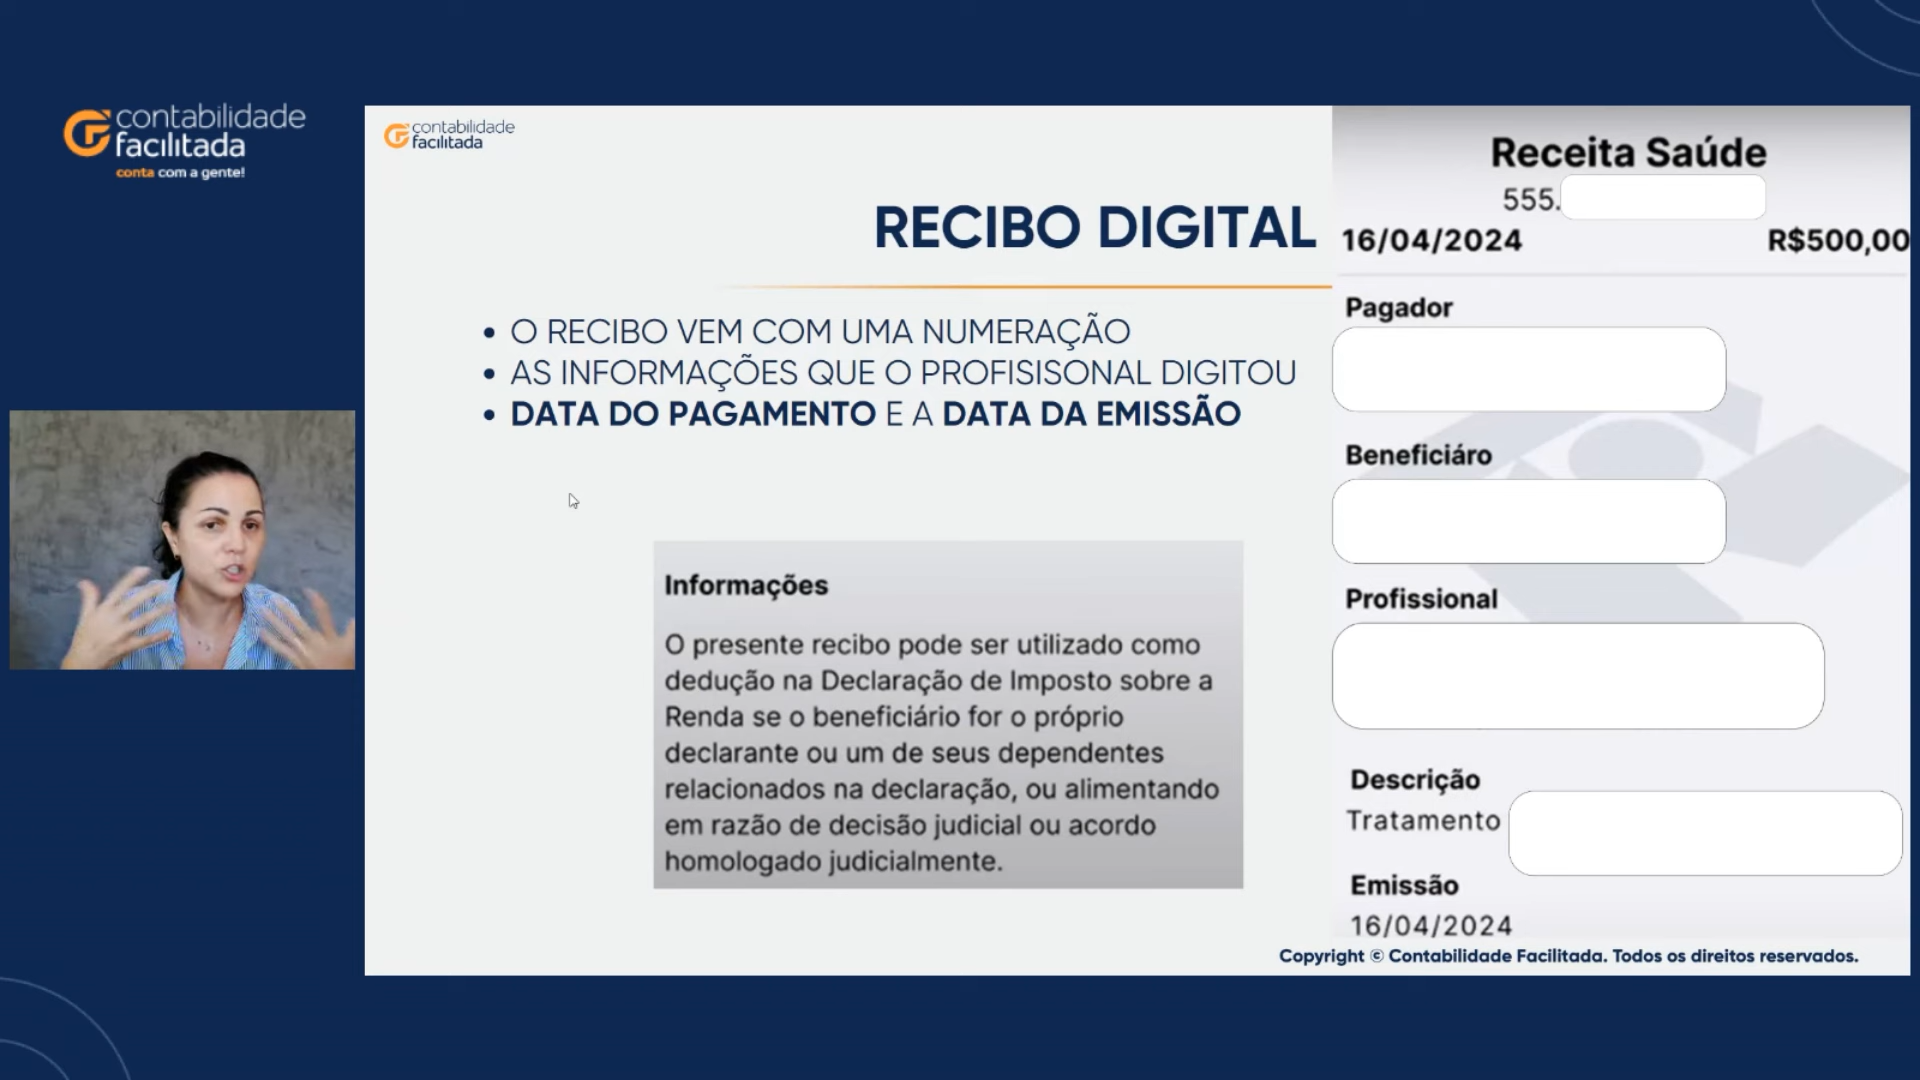 contabilidade
facilitada
conta com a gente!
contabilidade
facilitada
RECIBO DIGITAL
• O RECIBO VEM COM UMA NUMERAÇÃO
• AS INFORMAÇÕES QUE O PROFISISONAL DIGITOU
• DATA DO PAGAMENTO E A DATA DA EMISSÃO
Informações
O presente recibo pode ser utilizado como
dedução na Declaração de Imposto sobre a
Renda se o beneficiário for o próprio
declarante ou um de seus dependentes
relacionados na declaração, ou alimentando
em razão de decisão judicial ou acordo
homologado judicialmente.
Receita Saúde
555.
16/04/2024 R$500,00
Pagador
Beneficiáro
Profissional
Descrição
Tratamento
Emissão
16/04/2024
Copyright © Contabilidade Facilitada. Todos os direitos reservados.